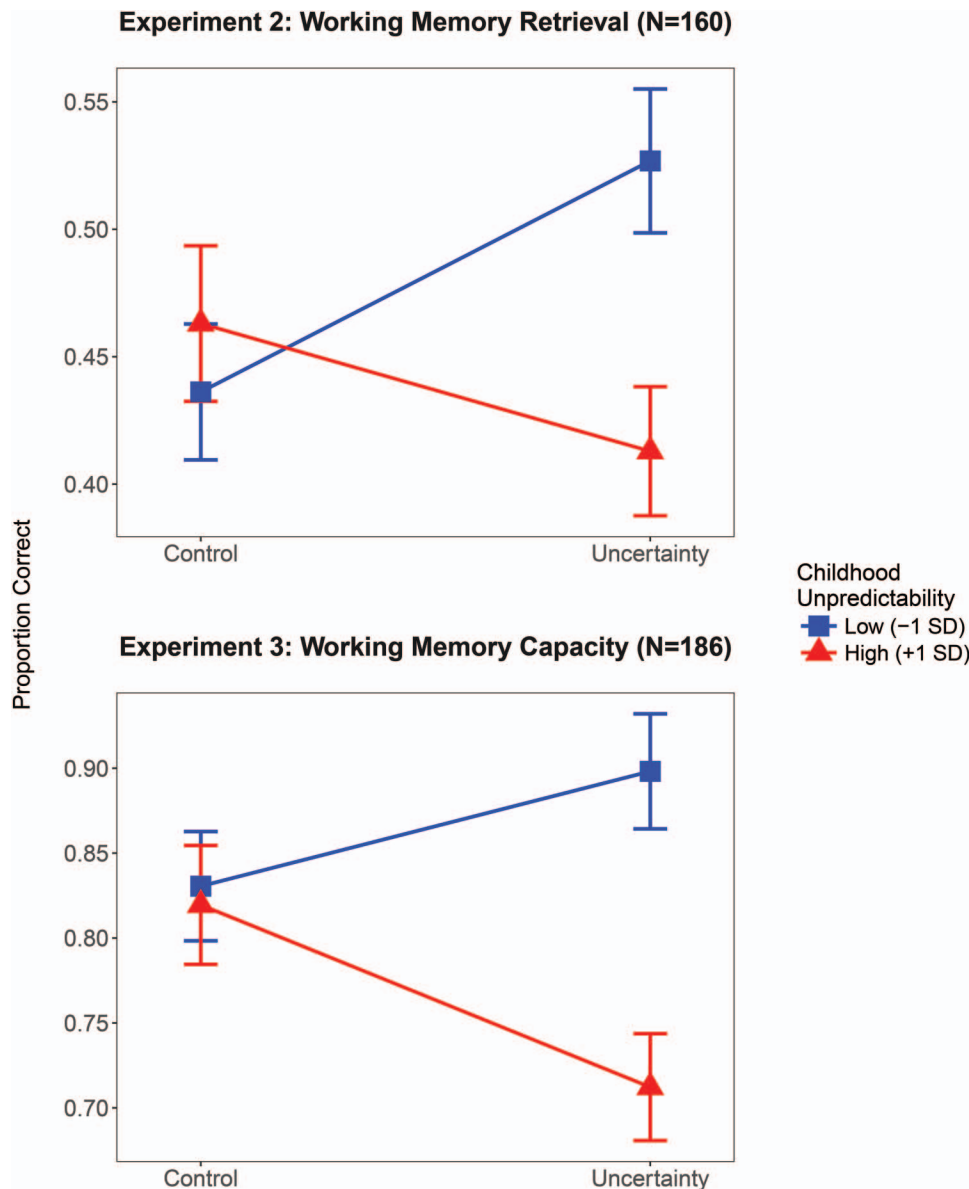 Experiment 2: Working Memory Retrieval (N=160)
0.55
0.50
0.45
0.40
Control Uncertainty
Proportion Correct
Childhood
Unpredictability
Low (−1 SD)
High (+1 SD)
Experiment 3: Working Memory Capacity (N=186)
0.90
0.85
0.80
0.75
0.70
Control Uncertainty